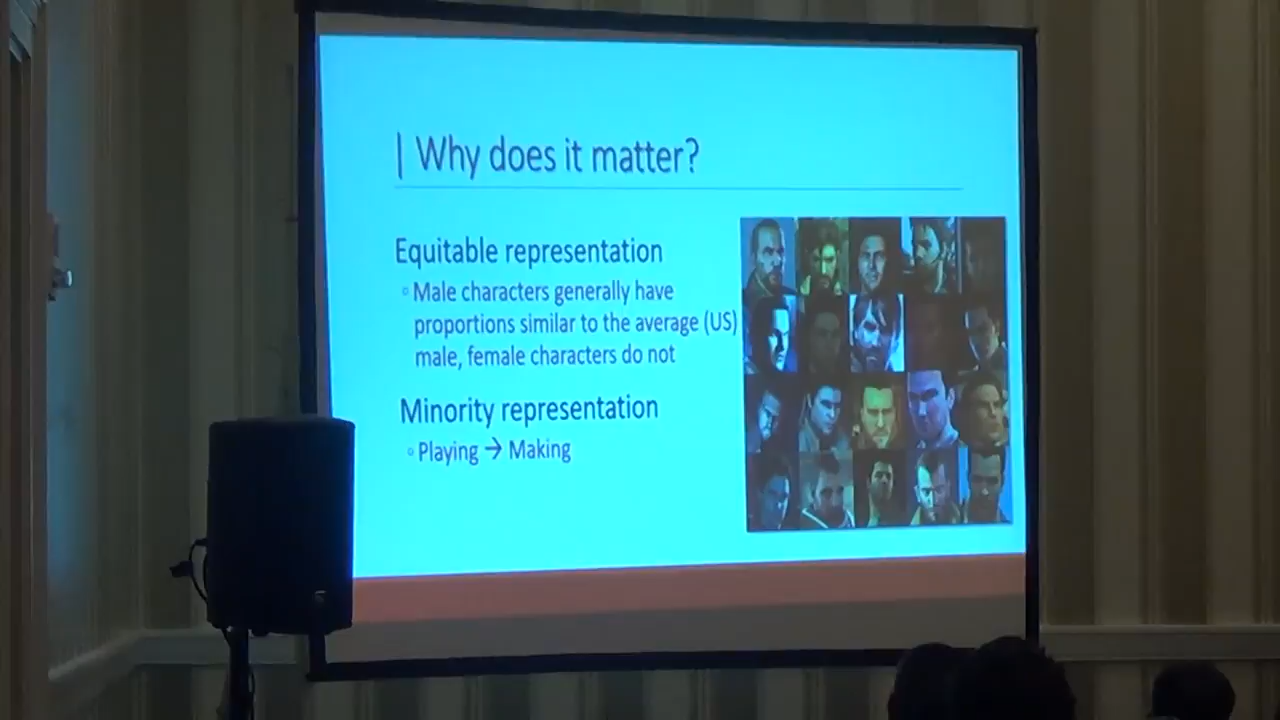 | Why does it matter?
Equitable representation
◦ Male characters generally have
proportions similar to the average (US)
male, female characters do not
Minority representation
◦ Playing → Making